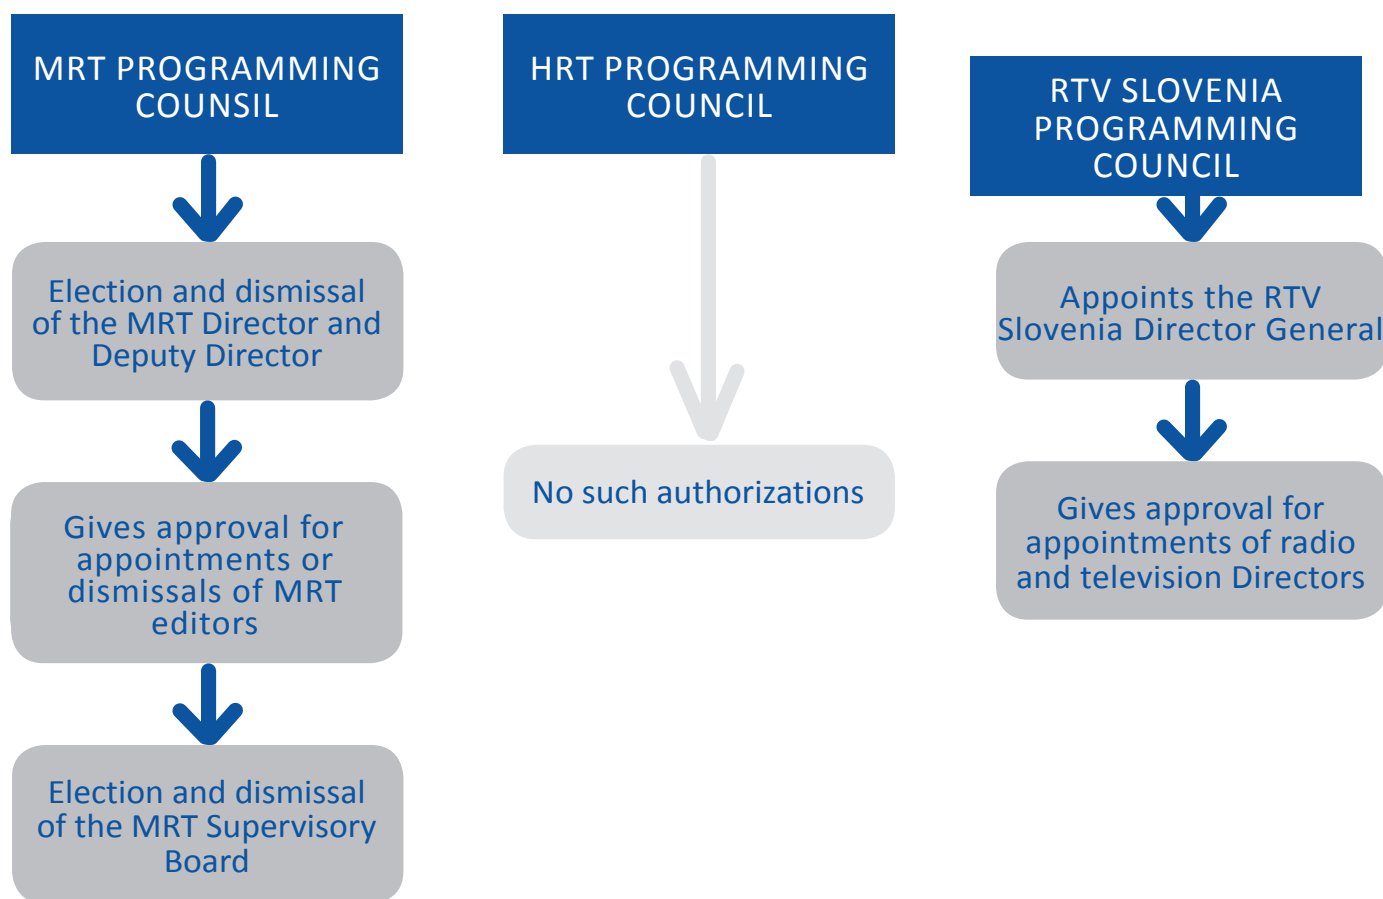 MRT PROGRAMMING
COUNSIL
Election and dismissal
of the MRT Director and
Deputy Director
Gives approval for
appointments or
dismissals of MRT
editors
Election and dismissal
of the MRT Supervisory
Board
HRT PROGRAMMING
COUNCIL
No such authorizations
RTV SLOVENIA
PROGRAMMING
COUNCIL
Appoints the RTV
Slovenia Director General
Gives approval for
appointments of radio
and television Directors